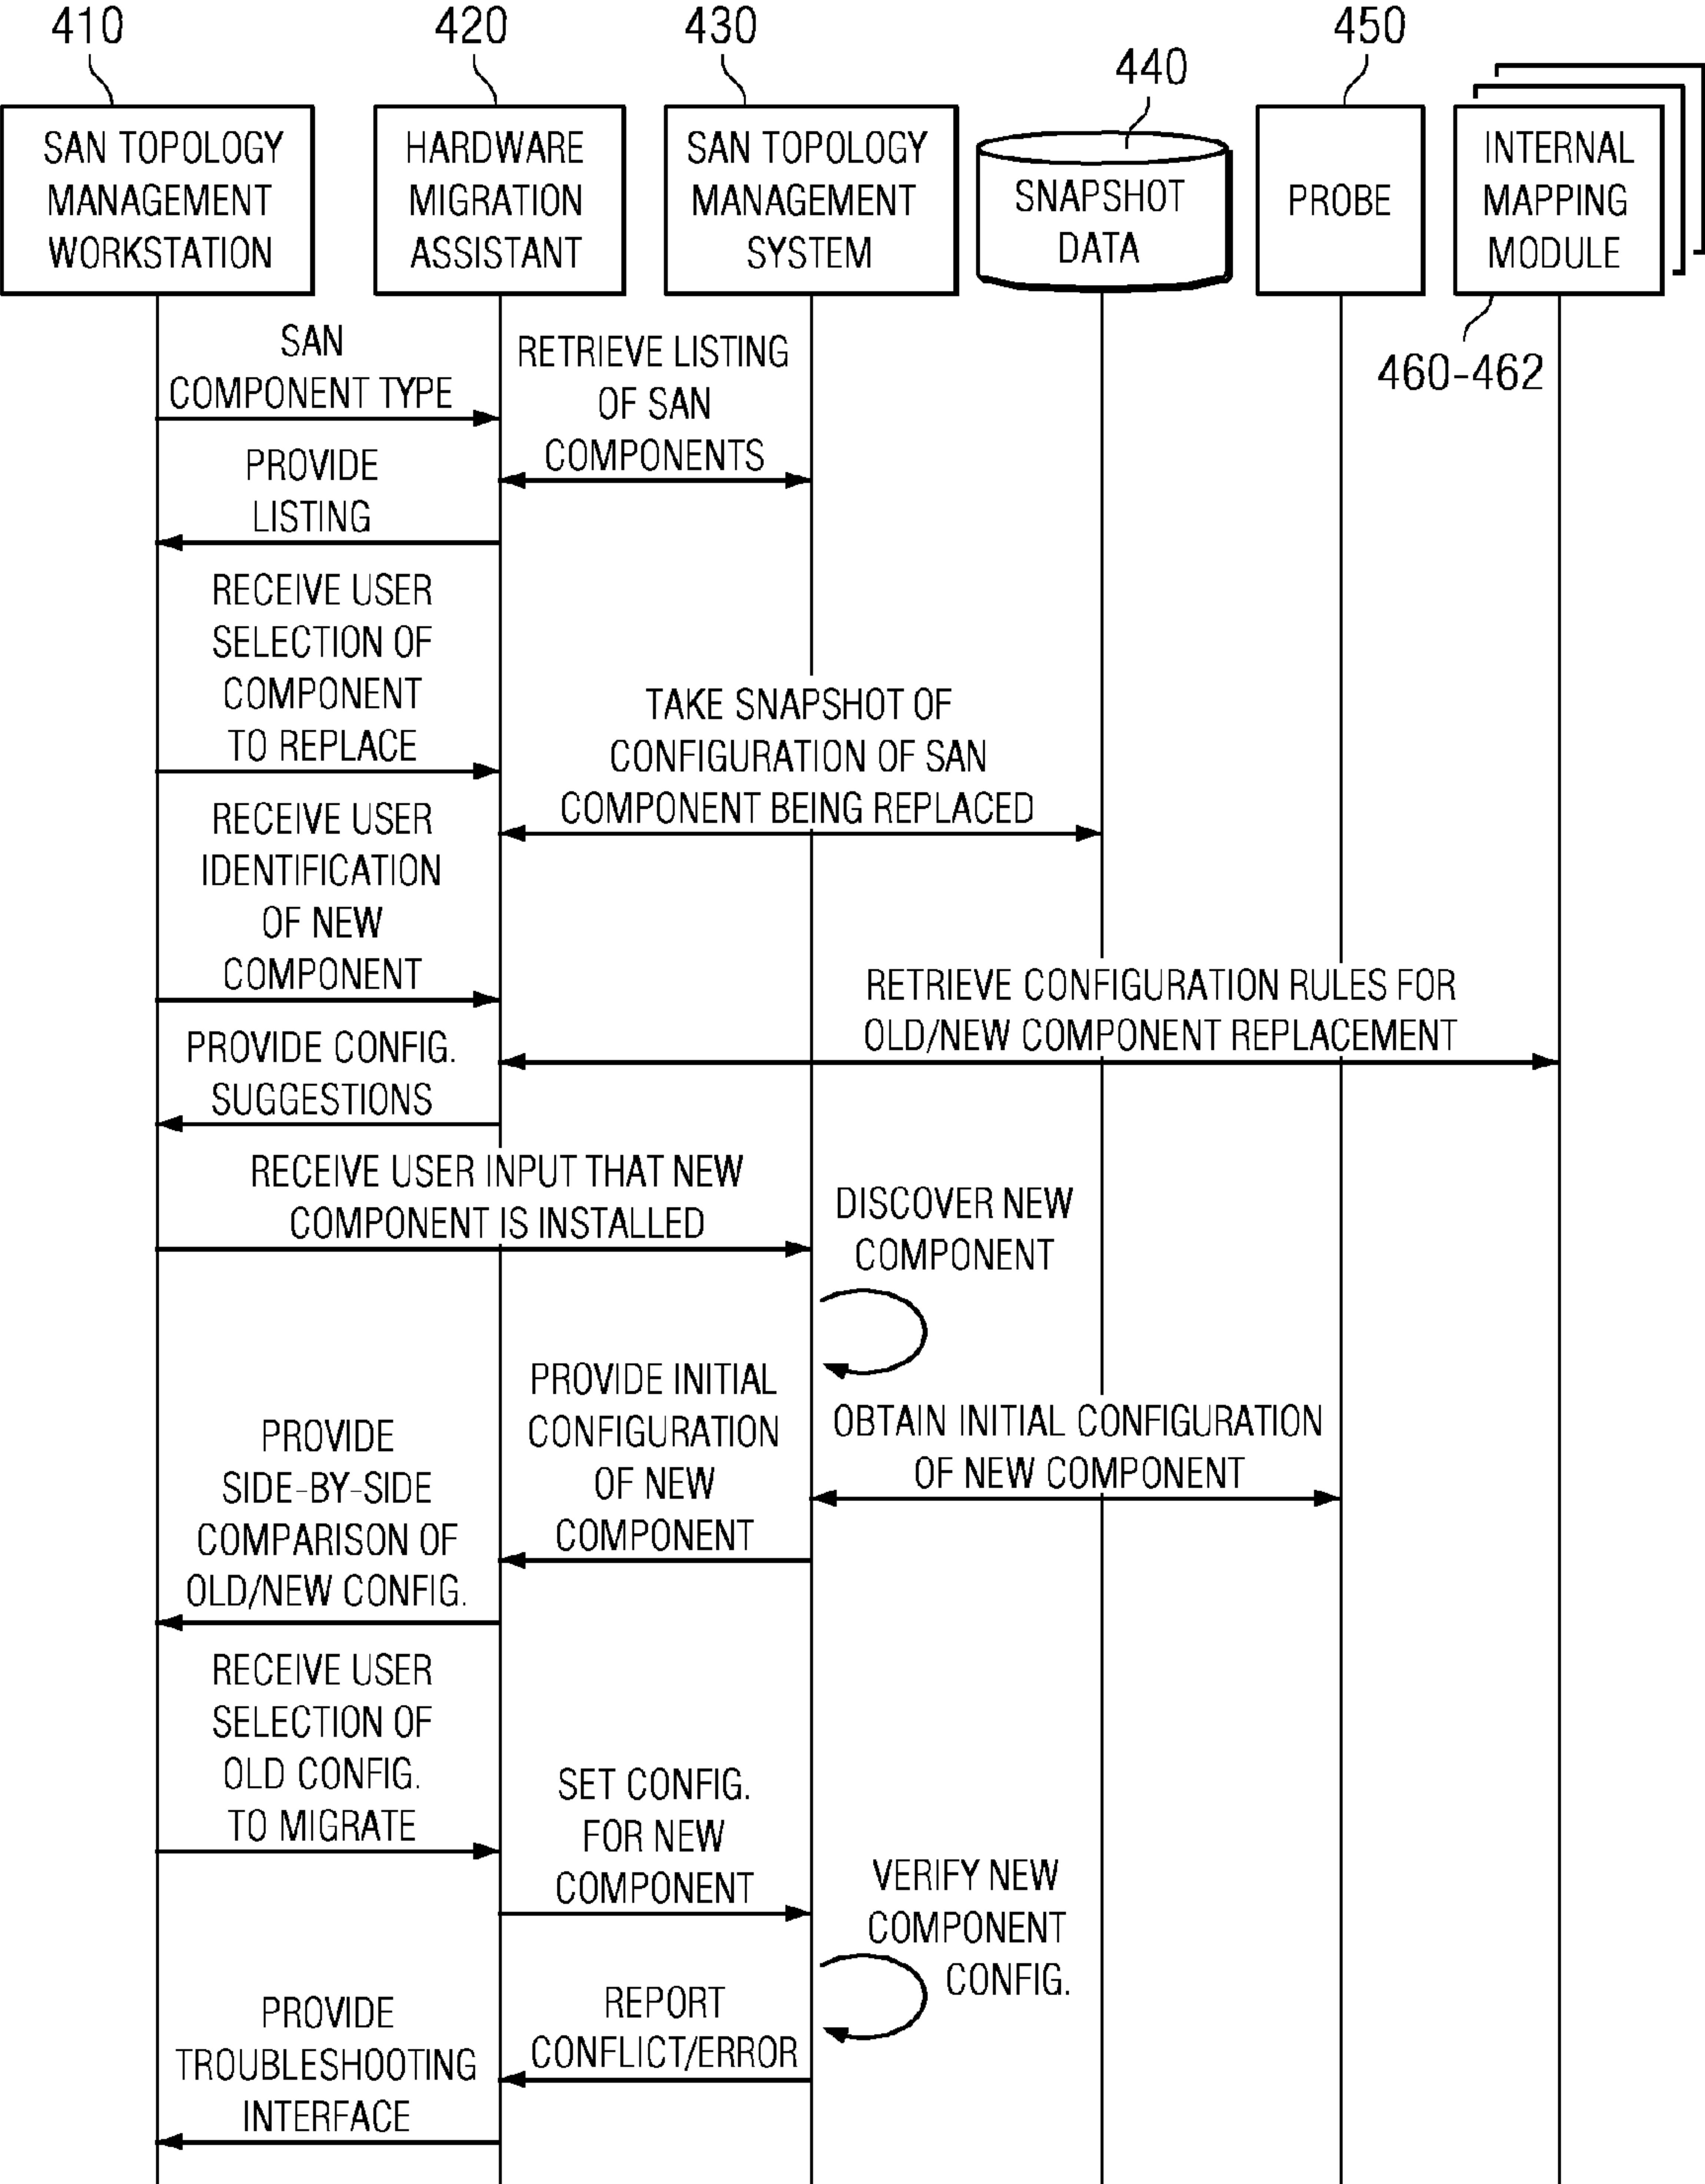 410
420
430
440
450
SAN TOPOLOGY
MANAGEMENT
WORKSTATION
HARDWARE
MIGRATION
ASSISTANT
SAN TOPOLOGY
MANAGEMENT
SYSTEM
SNAPSHOT
DATA
PROBE
INTERNAL
MAPPING
MODULE
460-462
SAN
COMPONENT TYPE
RETRIEVE LISTING
OF SAN
COMPONENTS
PROVIDE
LISTING
RECEIVE USER
SELECTION OF
COMPONENT
TO REPLACE
TAKE SNAPSHOT OF
CONFIGURATION OF SAN
COMPONENT BEING REPLACED
RECEIVE USER
IDENTIFICATION
OF NEW
COMPONENT
RETRIEVE CONFIGURATION RULES FOR
OLD/NEW COMPONENT REPLACEMENT
PROVIDE CONFIG.
SUGGESTIONS
RECEIVE USER INPUT THAT NEW
COMPONENT IS INSTALLED
DISCOVER NEW
COMPONENT
OBTAIN INITIAL CONFIGURATION
OF NEW COMPONENT
PROVIDE INITIAL
CONFIGURATION
OF NEW
COMPONENT
PROVIDE
SIDE-BY-SIDE
COMPARISON OF
OLD/NEW CONFIG.
RECEIVE USER
SELECTION OF
OLD CONFIG.
TO MIGRATE
SET CONFIG.
FOR NEW
COMPONENT
VERIFY NEW
COMPONENT
CONFIG.
REPORT
CONFLICT/ERROR
PROVIDE
TROUBLESHOOTING
INTERFACE